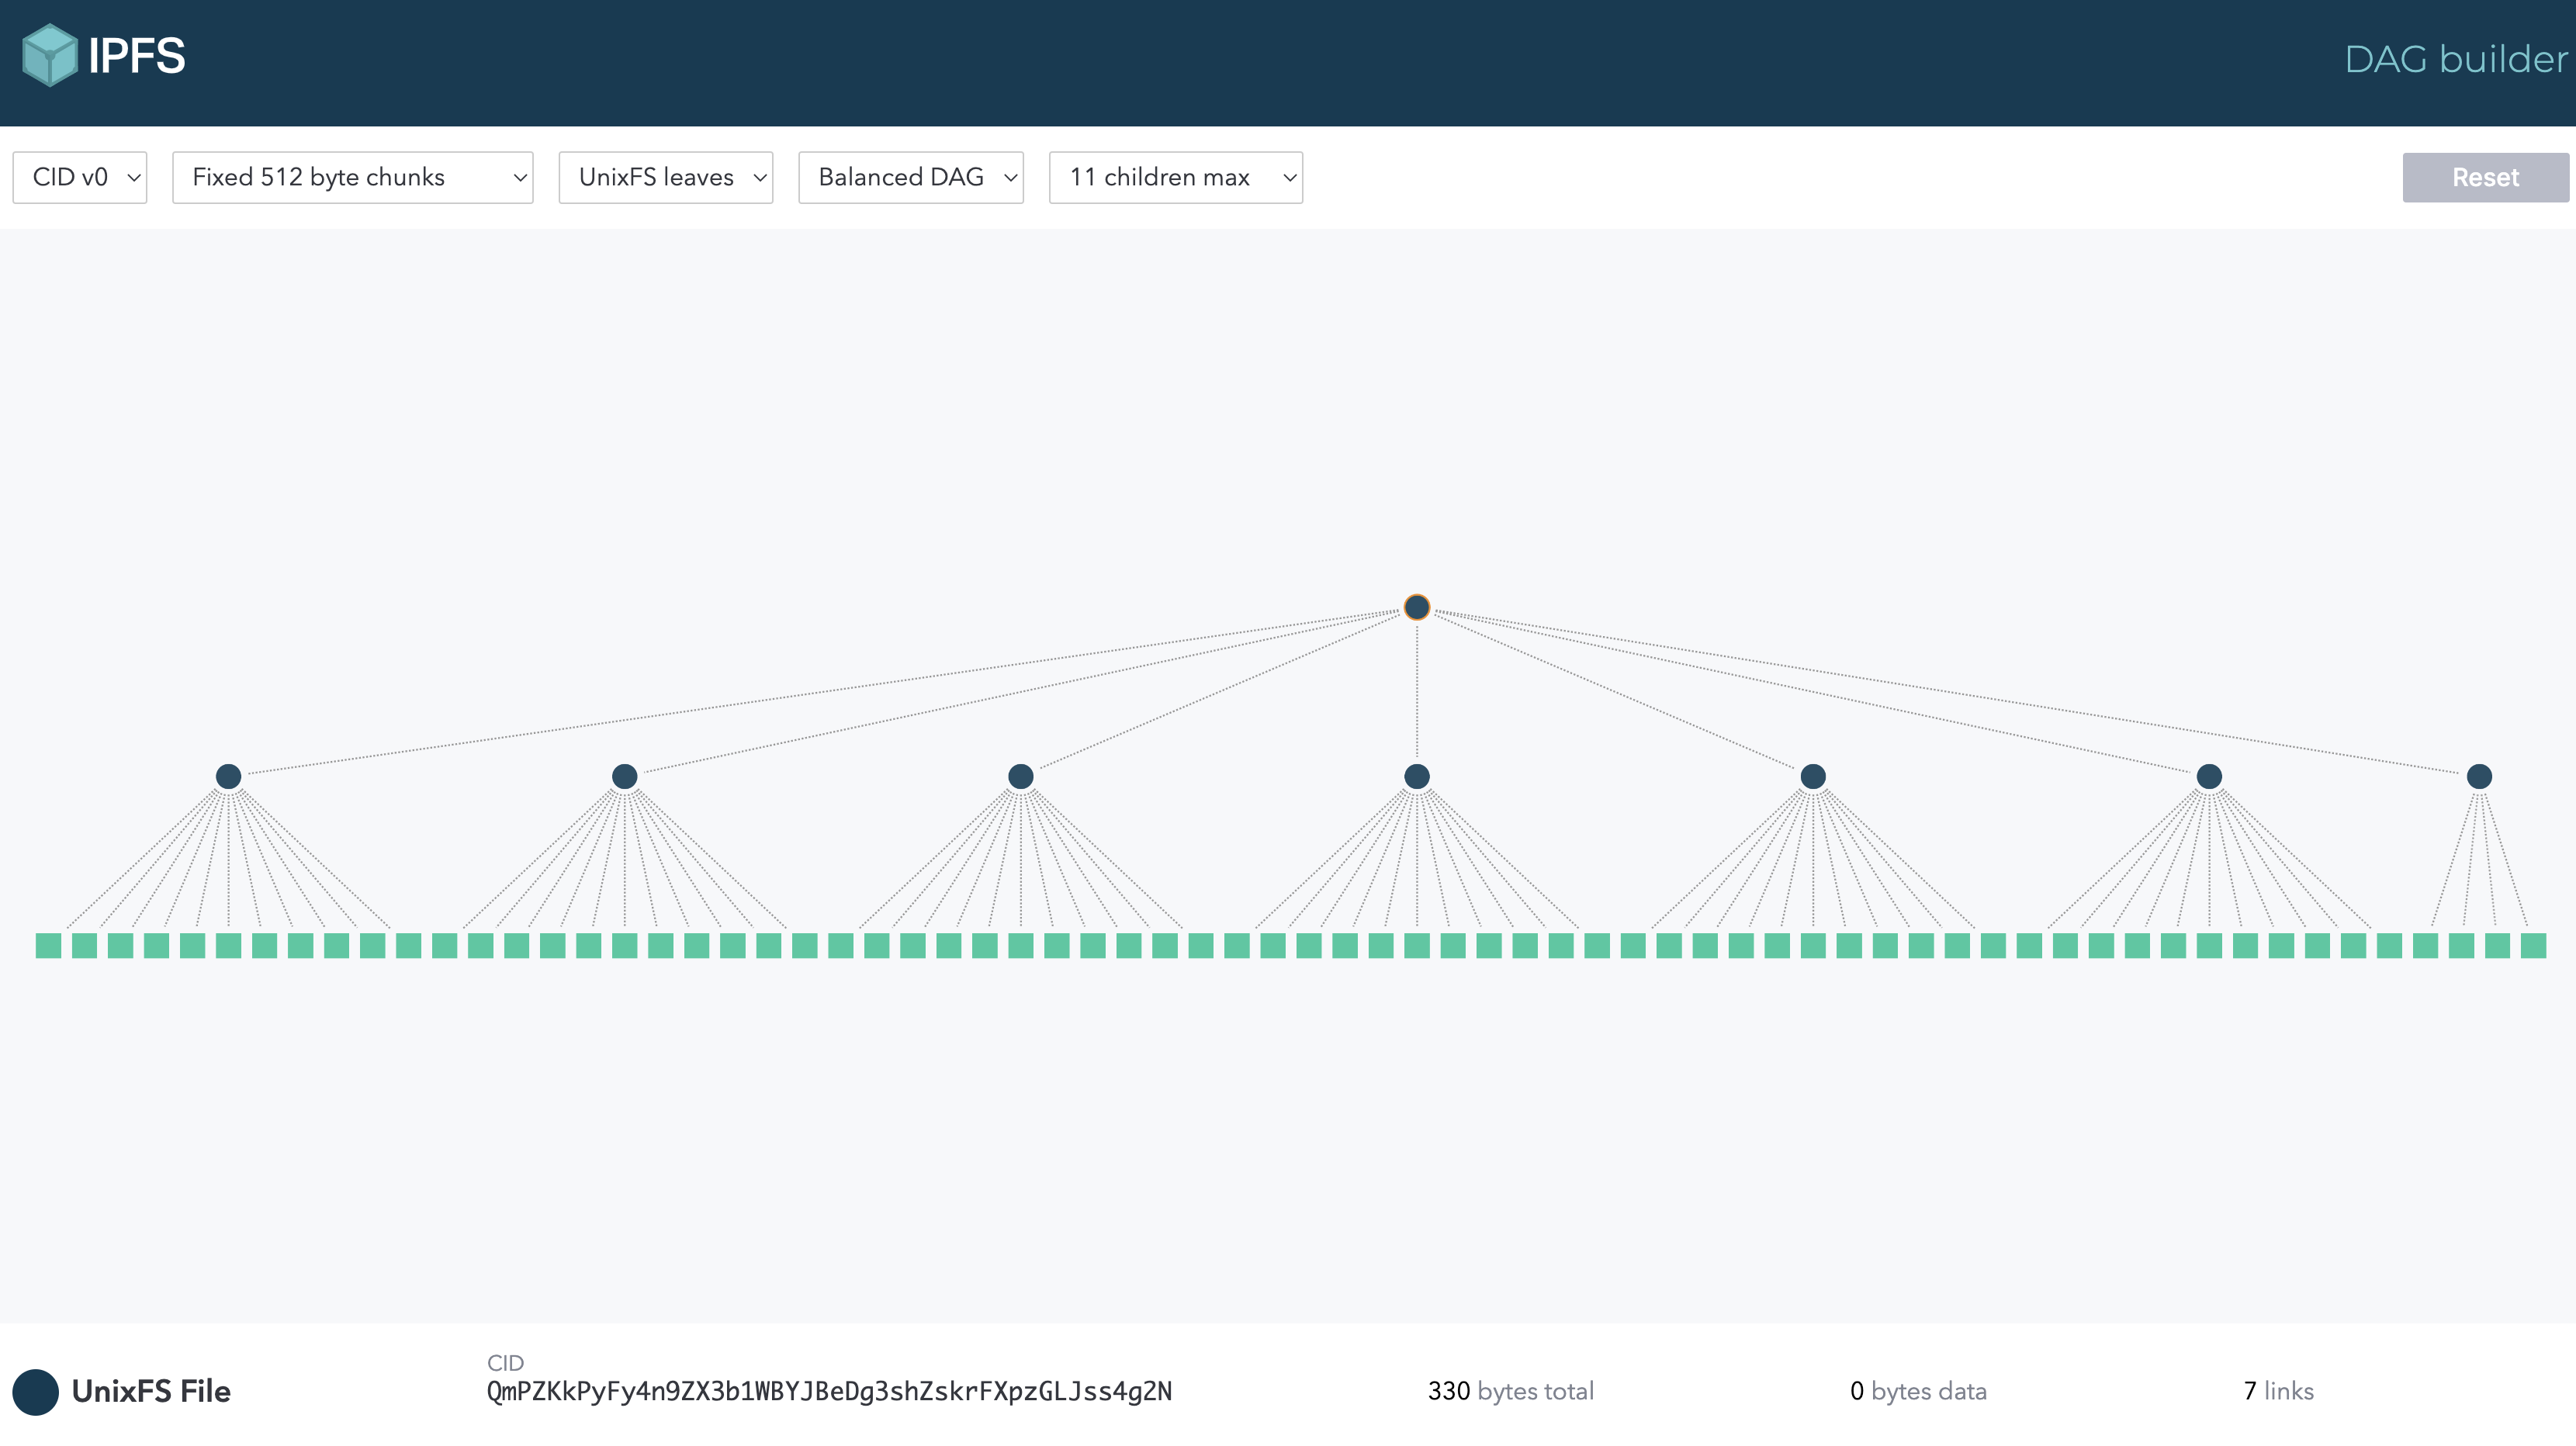 IPFS
DAG builder
CID v0
Fixed 512 byte chunks
UnixFS leaves
Balanced DAG
11 children max
Reset
UnixFS File
CID
QmPZKkPyFy4n9ZX3b1WBYJBeDg3shZskrFXpzGLJss4g2N
330 bytes total
0 bytes data
7 links